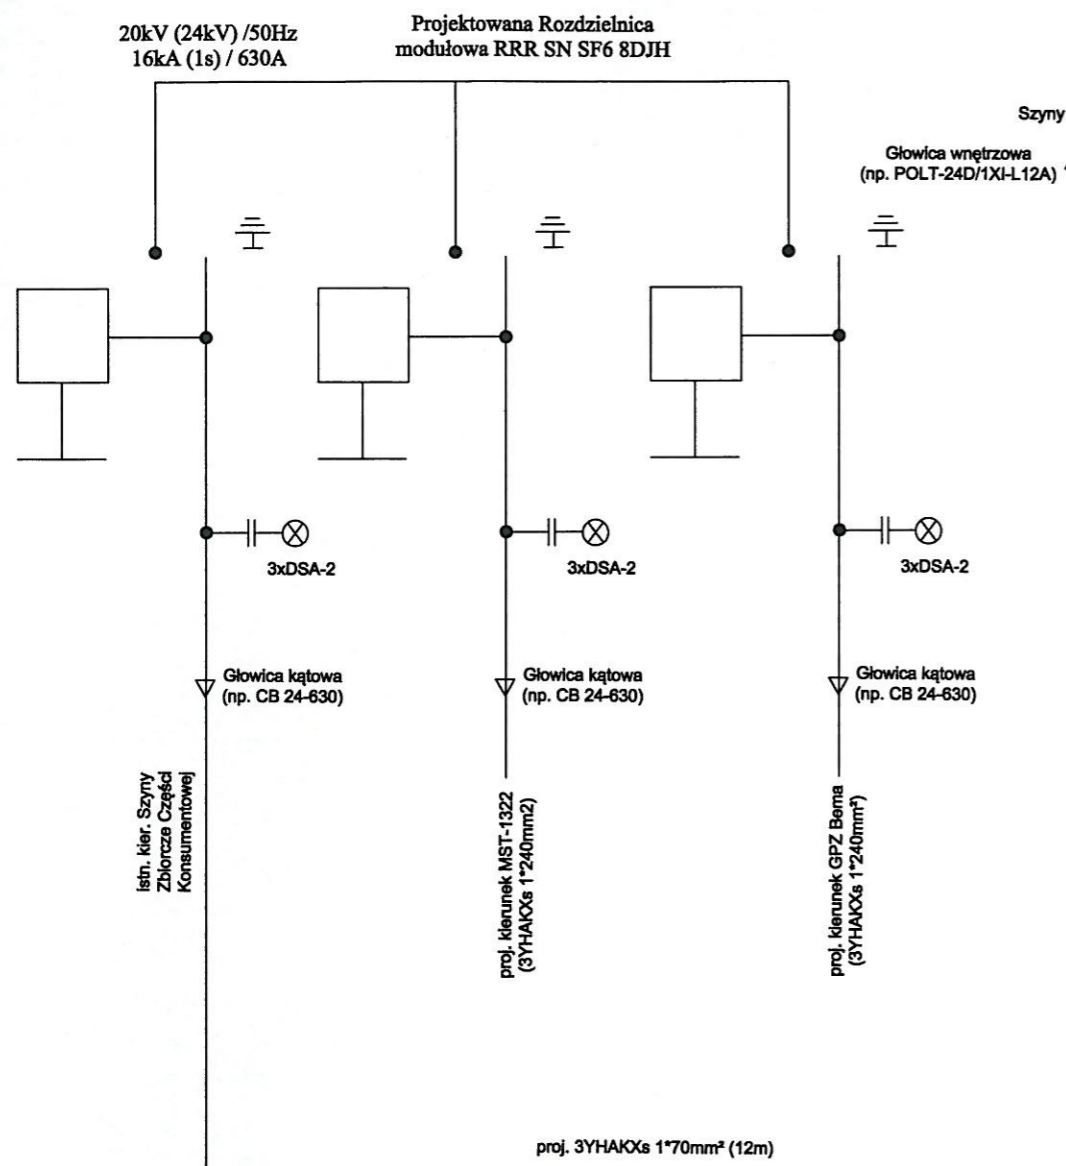 20kV (24kV) /50Hz
16kA (1s) / 630A
Projektowana Rozdzielnica
modułowa RRR SN SF6 8DJH
Szyny
Głowica wnętrzowa
(np. POLT-24D/1XI-L12A)
3xDSA-2
3xDSA-2
3xDSA-2
Głowica kątowa
(np. CB 24-630)
Głowica kątowa
(np. CB 24-630)
Głowica kątowa
(np. CB 24-630)
Istn. kier. Szyny
Zbiorcze Części
Konsumentowej
proj. kierunek MST-1322
(3YHAKXs 1*240mm2)
proj. kierunek GPZ Bema
(3YHAKXs 1*240mm²)
proj. 3YHAKXs 1*70mm² (12m)